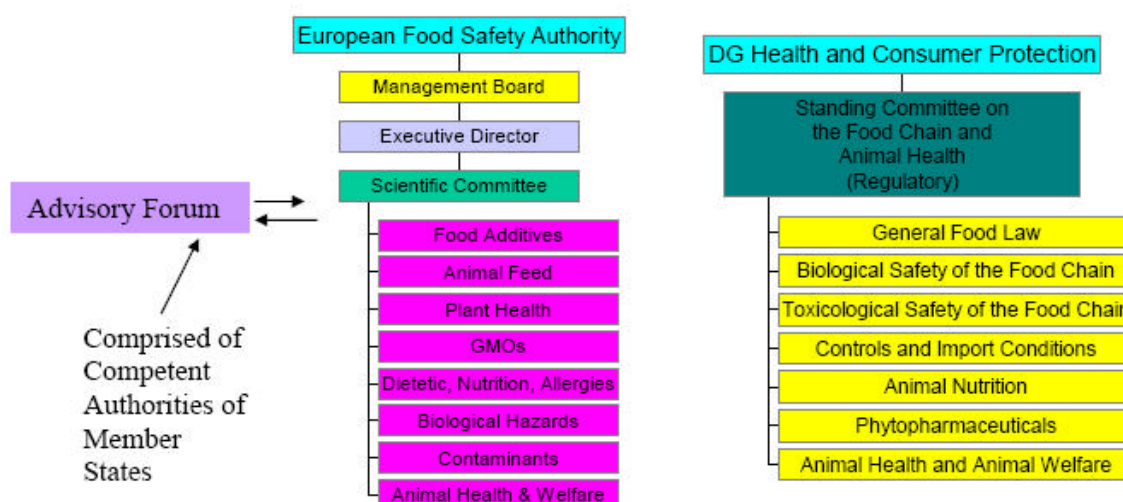 European Food Safety Authority
Management Board
Executive Director
Scientific Committee
Food Additives
Animal Feed
Plant Health
GMOs
Dietetic, Nutrition, Allergies
Biological Hazards
Contaminants
Animal Health & Welfare
Advisory Forum
Comprised of
Competent
Authorities of
Member
States
DG Health and Consumer Protection
Standing Committee on
the Food Chain and
Animal Health
(Regulatory)
General Food Law
Biological Safety of the Food Chain
Toxicological Safety of the Food Chain
Controls and Import Conditions
Animal Nutrition
Phytopharmaceuticals
Animal Health and Animal Welfare